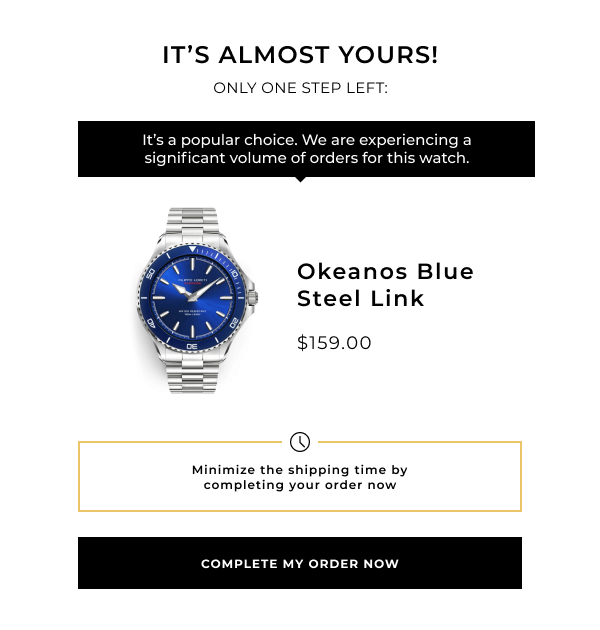 IT’S ALMOST YOURS!
ONLY ONE STEP LEFT:
It’s a popular choice. We are experiencing a
significant volume of orders for this watch.
FILIPPO LORETI
Okeanos Blue
Steel Link
$159.00
Minimize the shipping time by
completing your order now
COMPLETE MY ORDER NOW